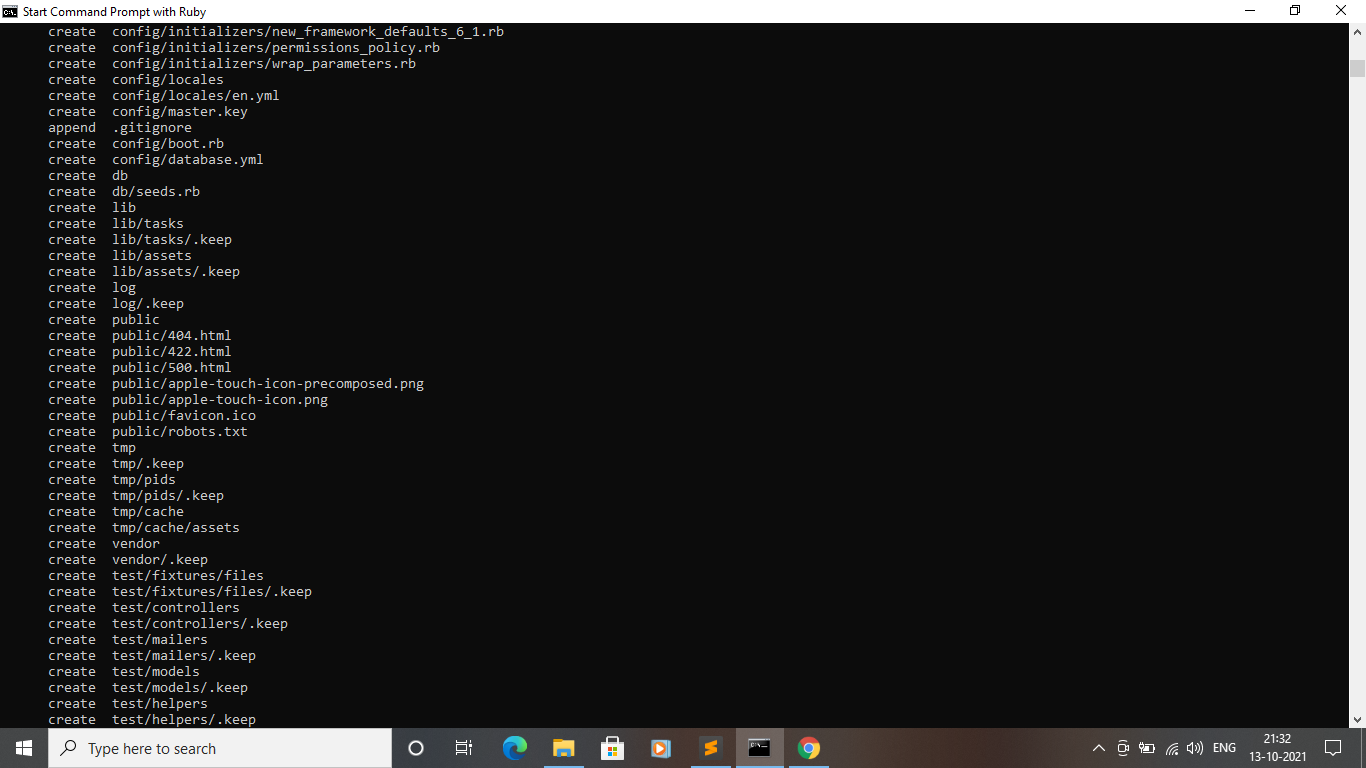 Start Command Prompt with Ruby
create  config/initializers/new_framework_defaults_6_1.rb
create  config/initializers/permissions_policy.rb
create  config/initializers/wrap_parameters.rb
create  config/locales
create  config/locales/en.yml
create  config/master.key
append  .gitignore
create  config/boot.rb
create  config/database.yml
create  db
create  db/seeds.rb
create  lib
create  lib/tasks
create  lib/tasks/.keep
create  lib/assets
create  lib/assets/.keep
create  log
create  log/.keep
create  public
create  public/404.html
create  public/422.html
create  public/500.html
create  public/apple-touch-icon-precomposed.png
create  public/apple-touch-icon.png
create  public/favicon.ico
create  public/robots.txt
create  tmp
create  tmp/.keep
create  tmp/pids
create  tmp/pids/.keep
create  tmp/cache
create  tmp/cache/assets
create  vendor
create  vendor/.keep
create  test/fixtures/files
create  test/fixtures/files/.keep
create  test/controllers
create  test/controllers/.keep
create  test/mailers
create  test/mailers/.keep
create  test/models
create  test/models/.keep
create  test/helpers
create  test/helpers/.keep
Type here to search
ENG
21:32
13-10-2021